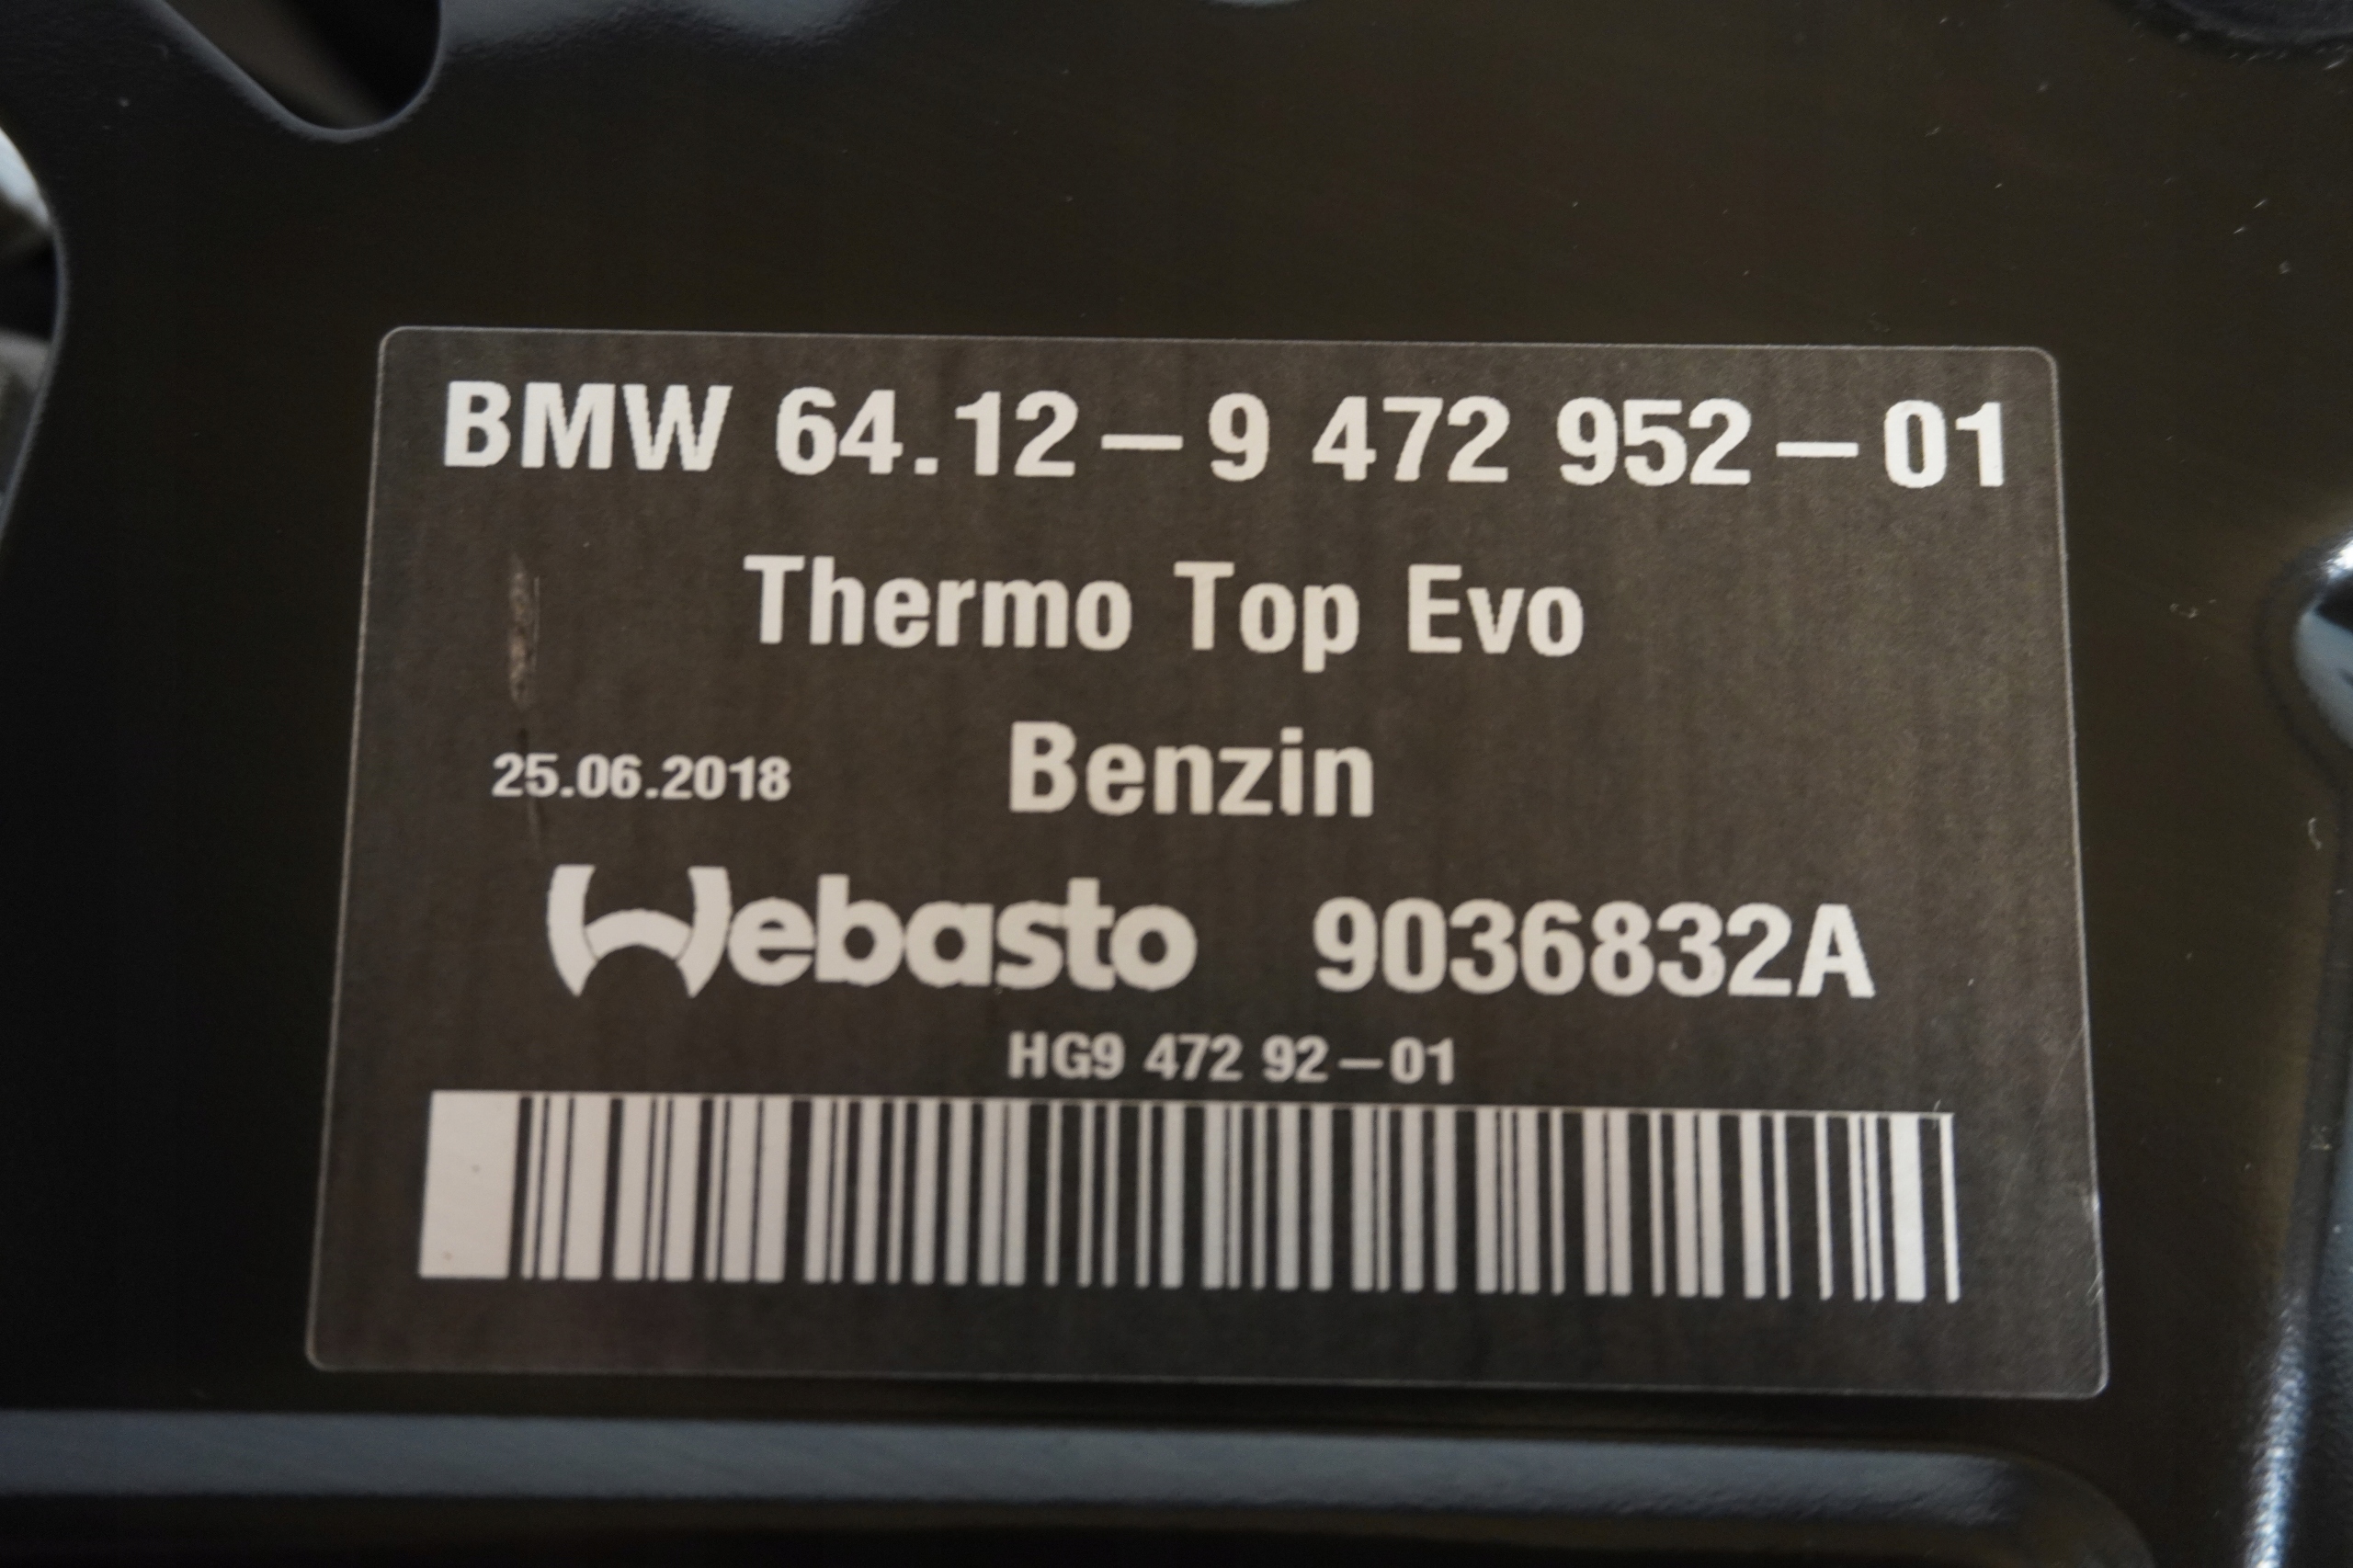 BMW 64.12-9 472 952-01
Thermo Top Evo
25.06.2018 Benzin
Webasto 9036832A
HG9 472 92-01